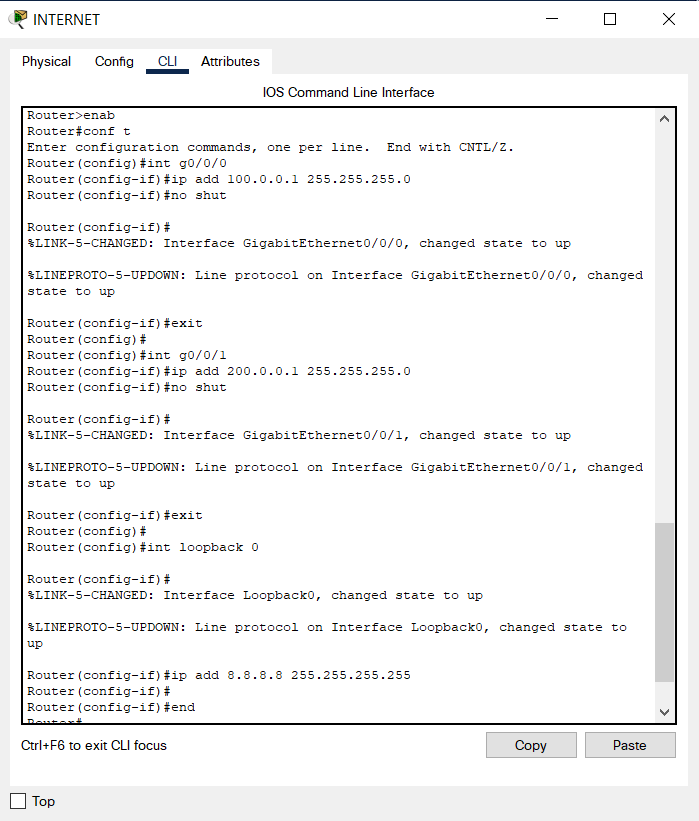 INTERNET
Physical Config CLI Attributes
IOS Command Line Interface
Router>enab
Router#conf t
Enter configuration commands, one per line.  End with CNTL/Z.
Router(config)#int g0/0/0
Router(config-if)#ip add 100.0.0.1 255.255.255.0
Router(config-if)#no shut
Router(config-if)#
%LINK-5-CHANGED: Interface GigabitEthernet0/0/0, changed state to up
%LINEPROTO-5-UPDOWN: Line protocol on Interface GigabitEthernet0/0/0, changed
state to up
Router(config-if)#exit
Router(config)#
Router(config)#int g0/0/1
Router(config-if)#ip add 200.0.0.1 255.255.255.0
Router(config-if)#no shut
Router(config-if)#
%LINK-5-CHANGED: Interface GigabitEthernet0/0/1, changed state to up
%LINEPROTO-5-UPDOWN: Line protocol on Interface GigabitEthernet0/0/1, changed
state to up
Router(config-if)#exit
Router(config)#
Router(config)#int loopback 0
Router(config-if)#
%LINK-5-CHANGED: Interface Loopback0, changed state to up
%LINEPROTO-5-UPDOWN: Line protocol on Interface Loopback0, changed state to
up
Router(config-if)#ip add 8.8.8.8 255.255.255.255
Router(config-if)#
Router(config-if)#end
Router#
Ctrl+F6 to exit CLI focus
Copy Paste
Top